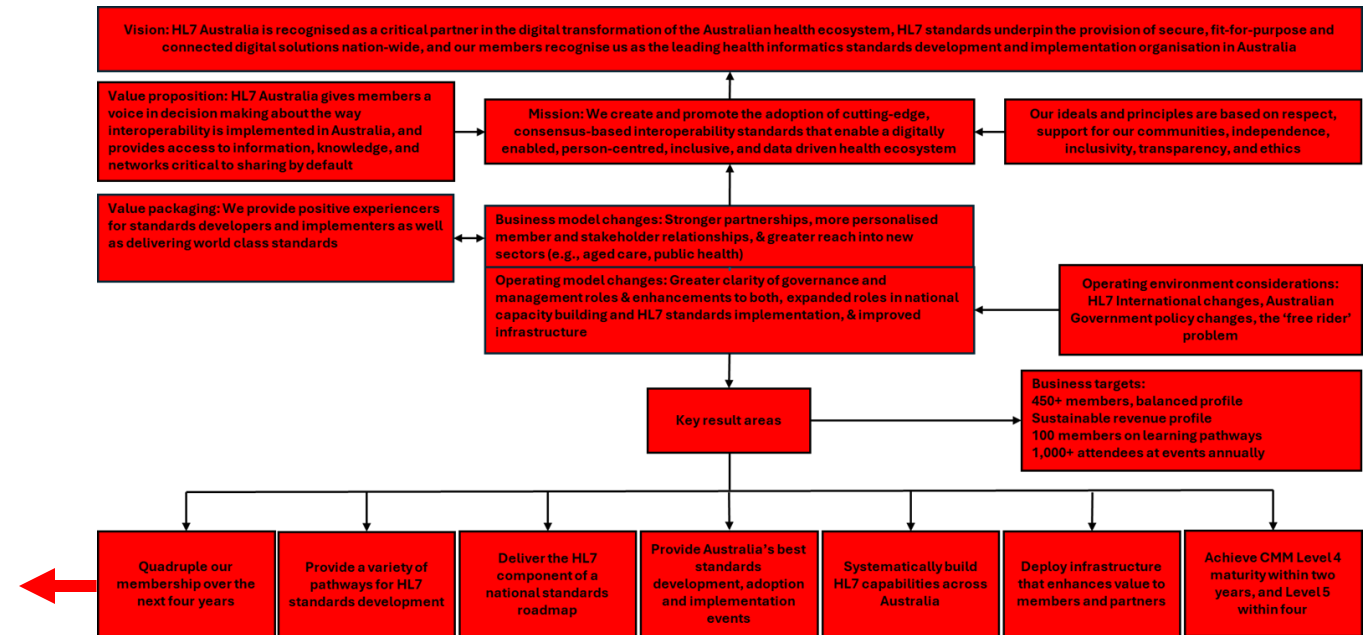 Vision: HL7 Australia is recognised as a critical partner in the digital transformation of the Australian health ecosystem, HL7 standards underpin the provision of secure, fit-for-purpose and
connected digital solutions nation-wide, and our members recognise us as the leading health informatics standards development and implementation organisation in Australia
Value proposition: HL7 Australia gives members a
voice in decision making about the way
interoperability is implemented in Australia, and
provides access to information, knowledge, and
networks critical to sharing by default
Mission: We create and promote the adoption of cutting-edge,
consensus-based interoperability standards that enable a digitally
enabled, person-centred, inclusive, and data driven health ecosystem
Our ideals and principles are based on respect,
support for our communities, independence,
inclusivity, transparency, and ethics
Value packaging: We provide positive experiencers
for standards developers and implementers as well
as delivering world class standards
Business model changes: Stronger partnerships, more personalised
member and stakeholder relationships, & greater reach into new
sectors (e.g., aged care, public health)
Operating model changes: Greater clarity of governance and
management roles & enhancements to both, expanded roles in national
capacity building and HL7 standards implementation, & improved
infrastructure
Operating environment considerations:
HL7 International changes, Australian
Government policy changes, the ‘free rider’
problem
Key result areas
Business targets:
450+ members, balanced profile
Sustainable revenue profile
100 members on learning pathways
1,000+ attendees at events annually
Quadruple our
membership over the
next four years
Provide a variety of
pathways for HL7
standards development
Deliver the HL7
component of a
national standards
roadmap
Provide Australia’s best
standards
development, adoption
and implementation
events
Systematically build
HL7 capabilities across
Australia
Deploy infrastructure
that enhances value to
members and partners
Achieve CMM Level 4
maturity within two
years, and Level 5
within four